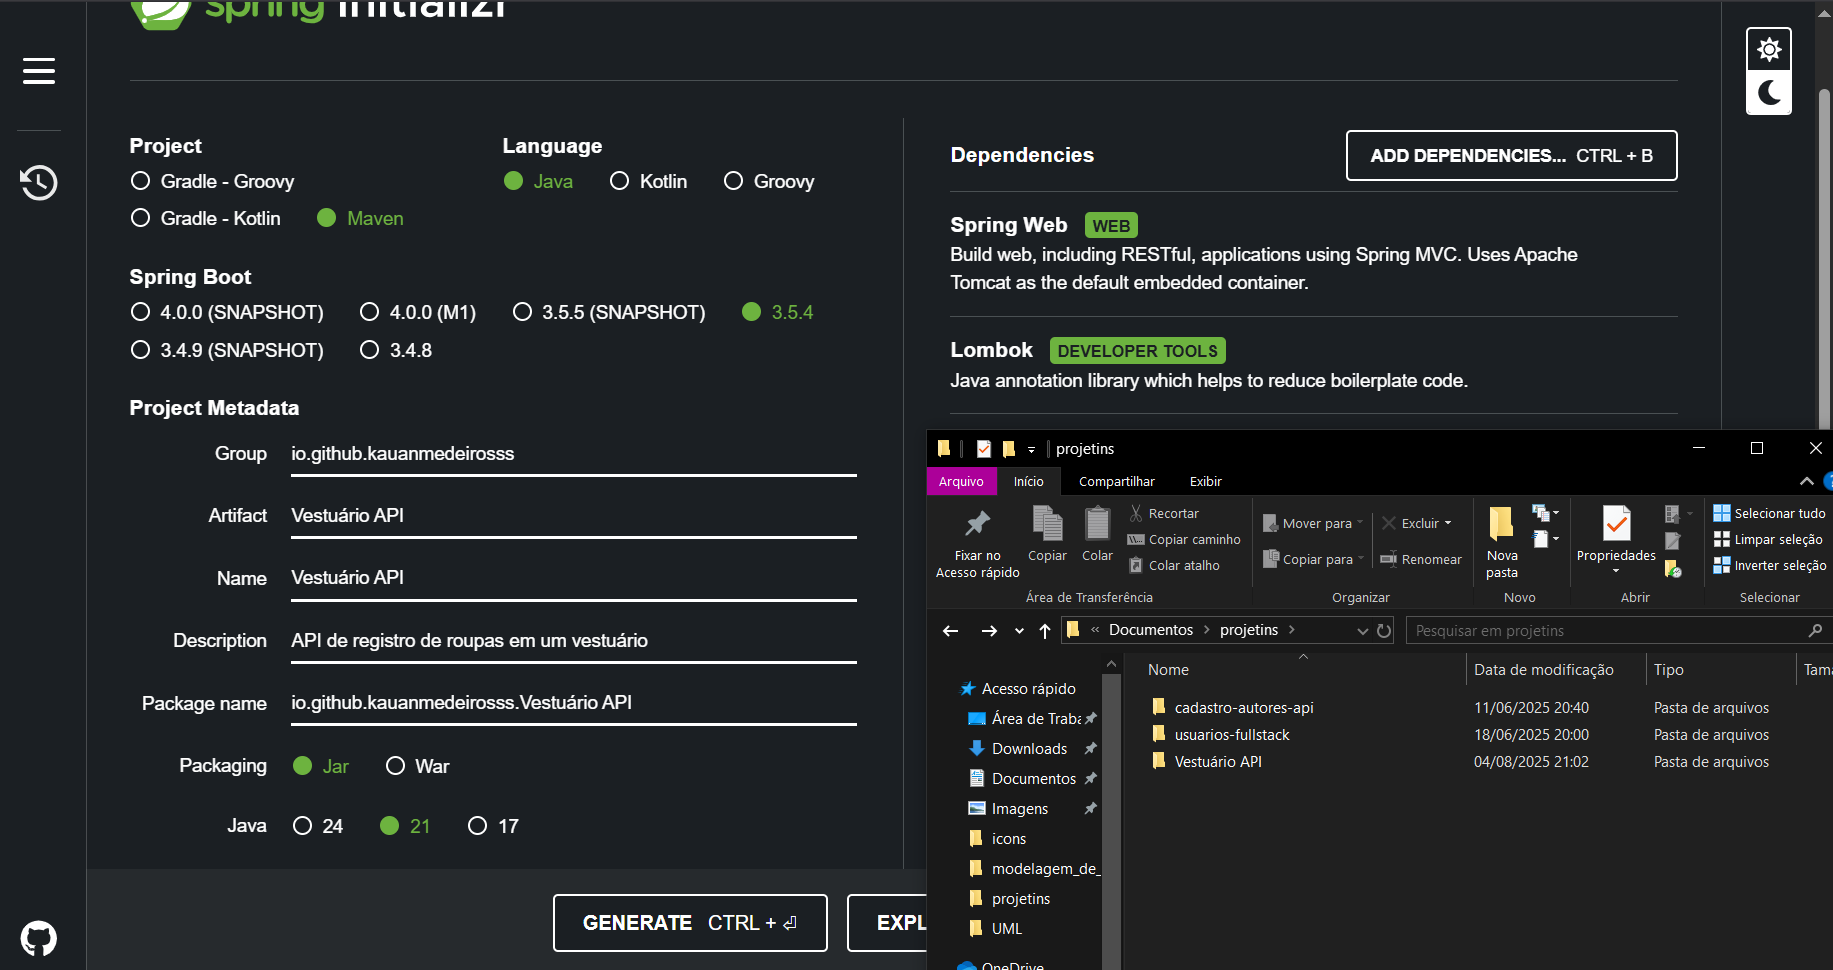 spring initializr
Project
Gradle - Groovy
Gradle - Kotlin Maven
Language
Java Kotlin Groovy
Spring Boot
4.0.0 (SNAPSHOT) 4.0.0 (M1) 3.5.5 (SNAPSHOT) 3.5.4
3.4.9 (SNAPSHOT) 3.4.8
Project Metadata
Group io.github.kauanmedeirosss
Artifact Vestuário API
Name Vestuário API
Description API de registro de roupas em um vestuário
Package name io.github.kauanmedeirosss.Vestuário API
Packaging Jar War
Java 24 21 17
GENERATE CTRL + ⏎
EXPL
Dependencies
ADD DEPENDENCIES... CTRL + B
Spring Web WEB
Build web, including RESTful, applications using Spring MVC. Uses Apache
Tomcat as the default embedded container.
Lombok DEVELOPER TOOLS
Java annotation library which helps to reduce boilerplate code.
projetins
Arquivo Início Compartilhar Exibir
Fixar no
Acesso rápido
Copiar
Colar
Recortar
Copiar caminho
Colar atalho
Área de Transferência
Mover para
Copiar para
Excluir
Renomear
Organizar
Nova
pasta
Novo
Propriedades
Abrir
Selecionar tudo
Limpar seleção
Inverter seleção
Selecionar
« Documentos > projetins >
Pesquisar em projetins
Acesso rápido
Área de Traba
Downloads
Documentos
Imagens
icons
modelagem_de_
projetins
UML
OneDrive
Nome Data de modificação Tipo Tama
cadastro-autores-api 11/06/2025 20:40 Pasta de arquivos
usuarios-fullstack 18/06/2025 20:00 Pasta de arquivos
Vestuário API 04/08/2025 21:02 Pasta de arquivos